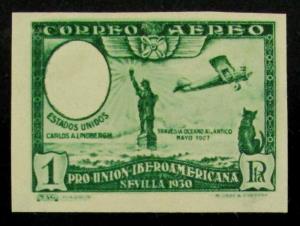 CORREO AEREO
ESTADOS UNIDOS
CARLOS A. LINDBERGH
TRAVESIA OCEANO ATLANTICO
MAYO 1927
1 PTA
PRO-UNION-IBEROAMERICANA
SEVILLA 1930